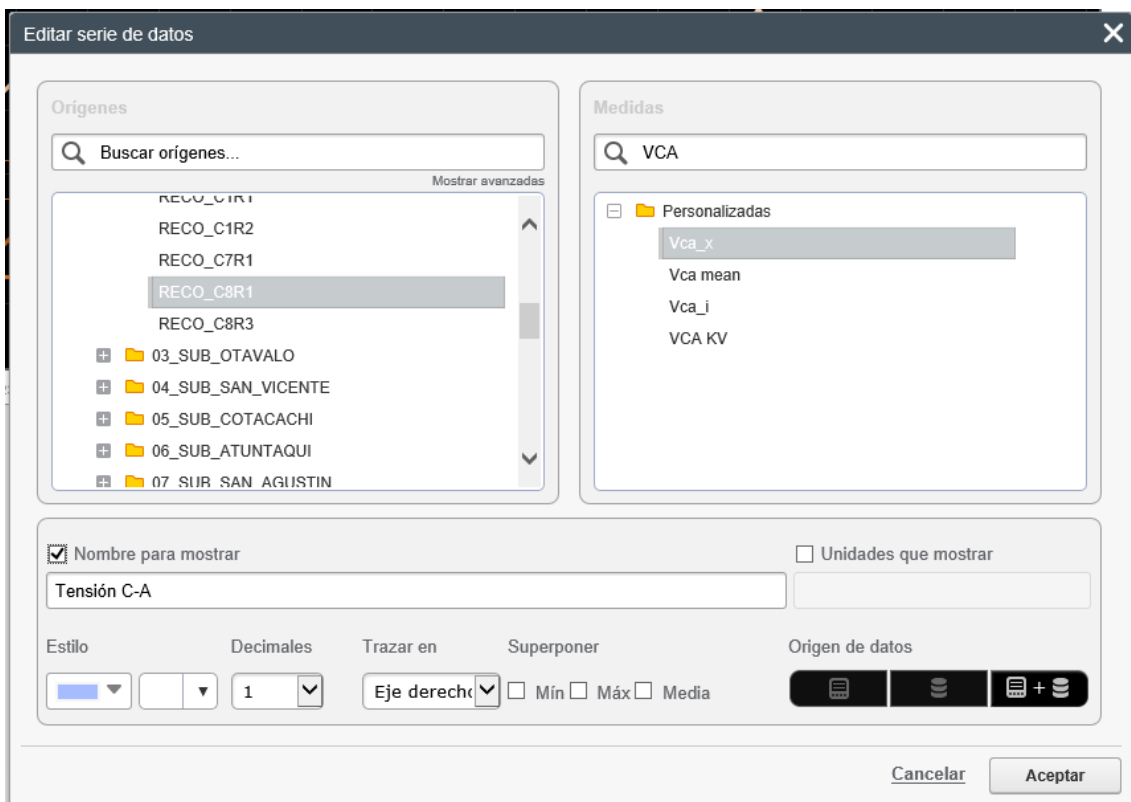 Editar serie de datos
Orígenes
Buscar orígenes...
Mostrar avanzadas
RECO_C1R1
RECO_C1R2
RECO_C7R1
RECO_C8R1
RECO_C8R3
03_SUB_OTAVALO
04_SUB_SAN_VICENTE
05_SUB_COTACACHI
06_SUB_ATUNTAQUI
07_SUB_SAN_AGUSTIN
Medidas
VCA
Personalizadas
Vca_x
Vca mean
Vca_i
VCA KV
Nombre para mostrar
Unidades que mostrar
Tensión C-A
Estilo Decimales Trazar en Superponer Origen de datos
1 Eje derech Mín Máx Media +
Cancelar Aceptar